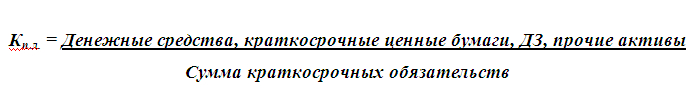 Кп.л. = Денежные средства, краткосрочные ценные бумаги, ДЗ, прочие активы
Сумма краткосрочных обязательств